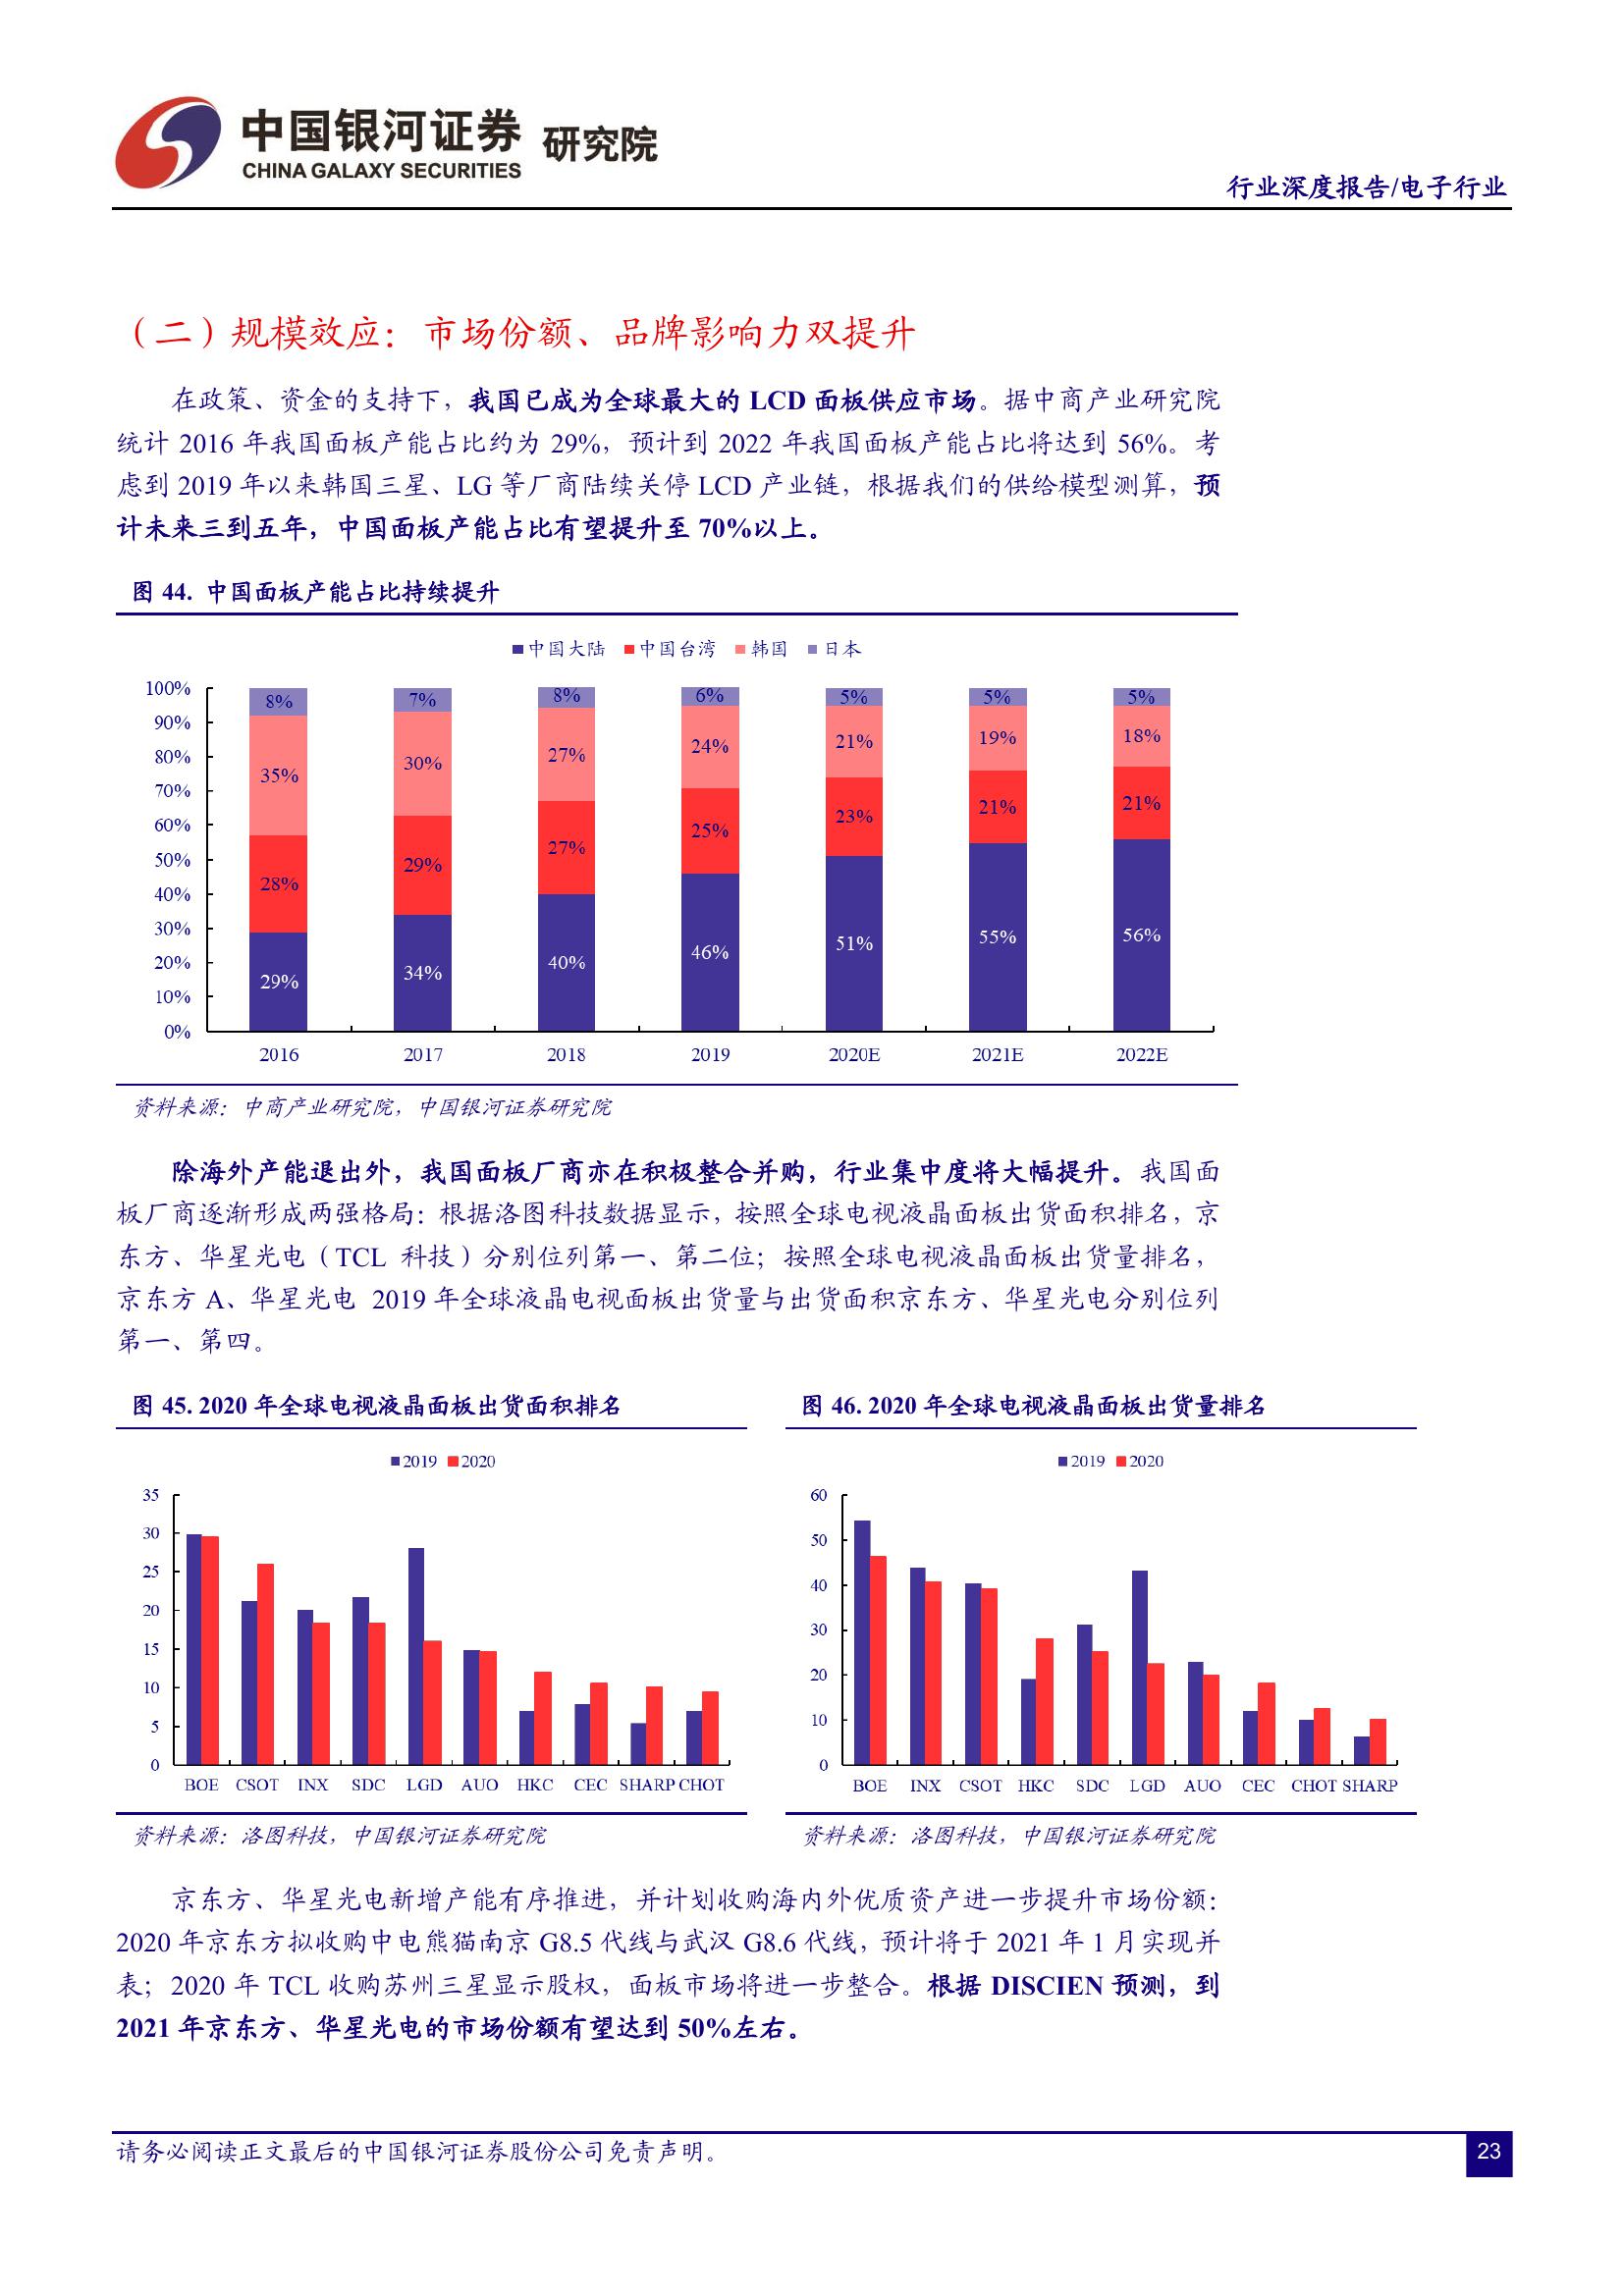 中国银河证券 研究院
CHINA GALAXY SECURITIES
行业深度报告/电子行业
（二）规模效应：市场份额、品牌影响力双提升
在政策、资金的支持下，我国已成为全球最大的 LCD 面板供应市场。据中商产业研究院
统计 2016 年我国面板产能占比约为 29%，预计到 2022 年我国面板产能占比将达到 56%。考
虑到 2019 年以来韩国三星、LG 等厂商陆续关停 LCD 产业链，根据我们的供给模型测算，预
计未来三到五年，中国面板产能占比有望提升至 70%以上。
图 44. 中国面板产能占比持续提升
中国大陆 中国台湾 韩国 日本
100%
90%
80%
70%
60%
50%
40%
30%
20%
10%
0%
8% 7% 8% 6% 5% 5% 5%
35% 30% 27% 24% 21% 19% 18%
28% 29% 27% 25% 23% 21% 21%
29% 34% 40% 46% 51% 55% 56%
2016 2017 2018 2019 2020E 2021E 2022E
资料来源：中商产业研究院，中国银河证券研究院
除海外产能退出外，我国面板厂商亦在积极整合并购，行业集中度将大幅提升。我国面
板厂商逐渐形成两强格局：根据洛图科技数据显示，按照全球电视液晶面板出货面积排名，京
东方、华星光电（TCL 科技）分别位列第一、第二位；按照全球电视液晶面板出货量排名，
京东方 A、华星光电 2019 年全球液晶电视面板出货量与出货面积京东方、华星光电分别位列
第一、第四。
图 45. 2020 年全球电视液晶面板出货面积排名
2019 2020
35
30
25
20
15
10
5
0
BOE CSOT INX SDC LGD AUO HKC CEC SHARP CHOT
资料来源：洛图科技，中国银河证券研究院
图 46. 2020 年全球电视液晶面板出货量排名
2019 2020
60
50
40
30
20
10
0
BOE INX CSOT HKC SDC LGD AUO CEC CHOT SHARP
资料来源：洛图科技，中国银河证券研究院
京东方、华星光电新增产能有序推进，并计划收购海内外优质资产进一步提升市场份额：
2020 年京东方拟收购中电熊猫南京 G8.5 代线与武汉 G8.6 代线，预计将于 2021 年 1 月实现并
表；2020 年 TCL 收购苏州三星显示股权，面板市场将进一步整合。根据 DISCIEN 预测，到
2021 年京东方、华星光电的市场份额有望达到 50%左右。
请务必阅读正文最后的中国银河证券股份公司免责声明。
23